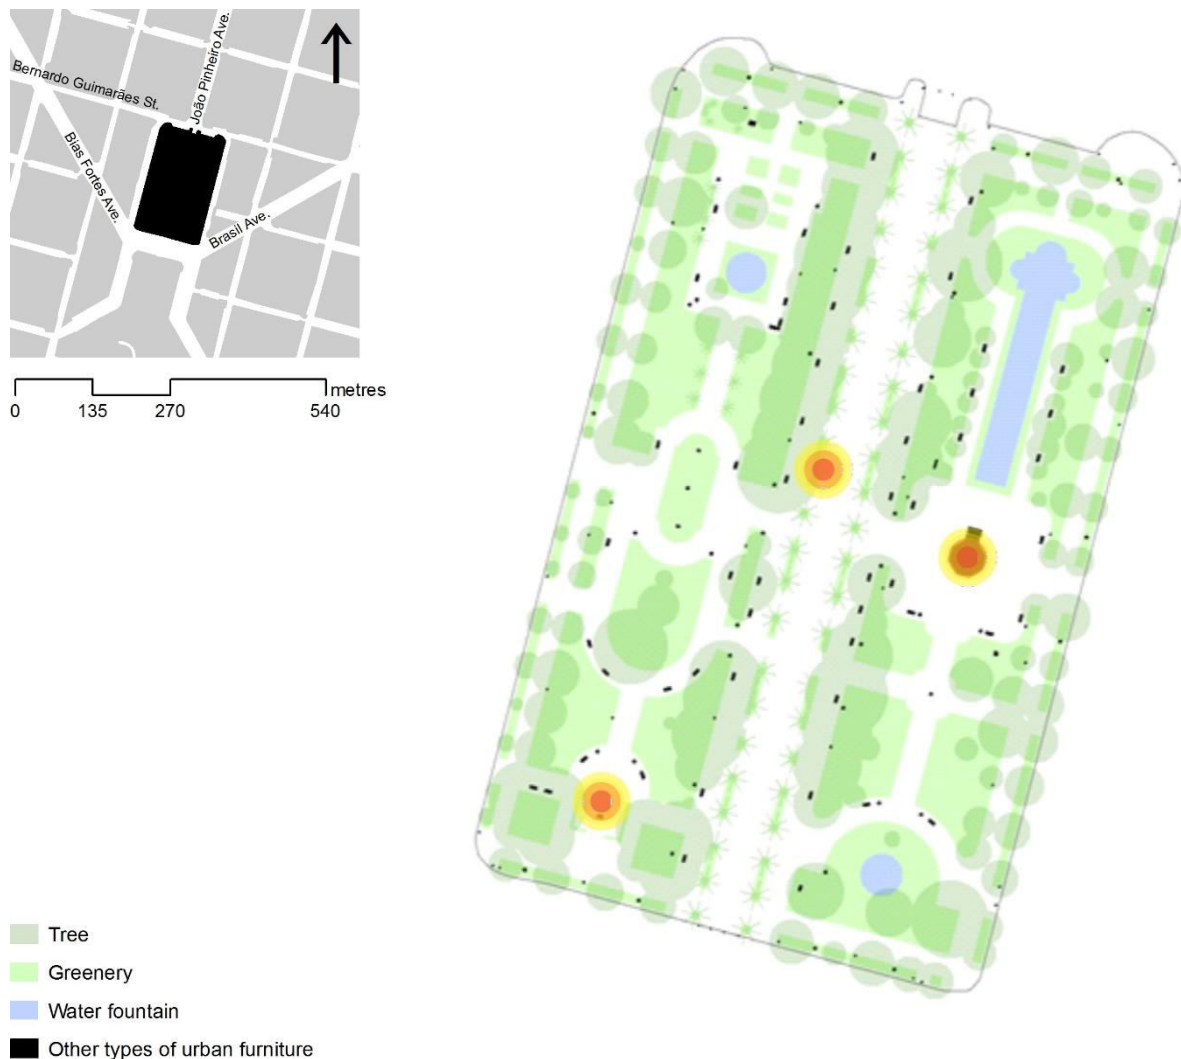 João Pinheiro Ave.
Bernardo Guimarães St.
Bias Fortes Ave.
Brasil Ave.
metres
0 135 270 540
Tree
Greenery
Water fountain
Other types of urban furniture